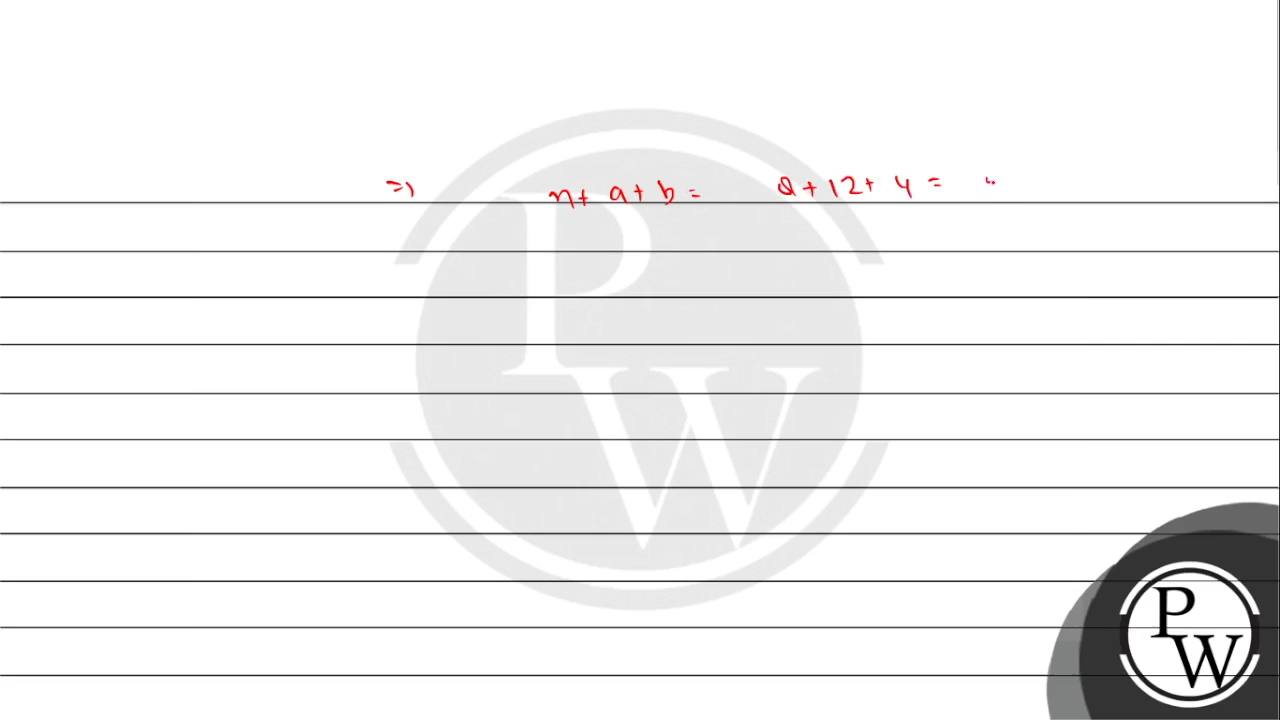 =) n + a + b = 8 + 12 + 4 =
P
W
P
W